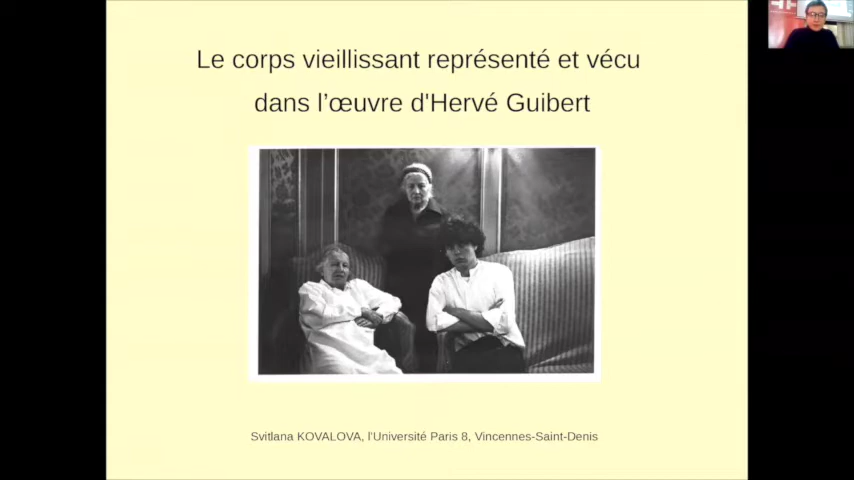 Le corps vieillissant représenté et vécu
dans l’œuvre d'Hervé Guibert
Svitlana KOVALOVA, l'Université Paris 8, Vincennes-Saint-Denis